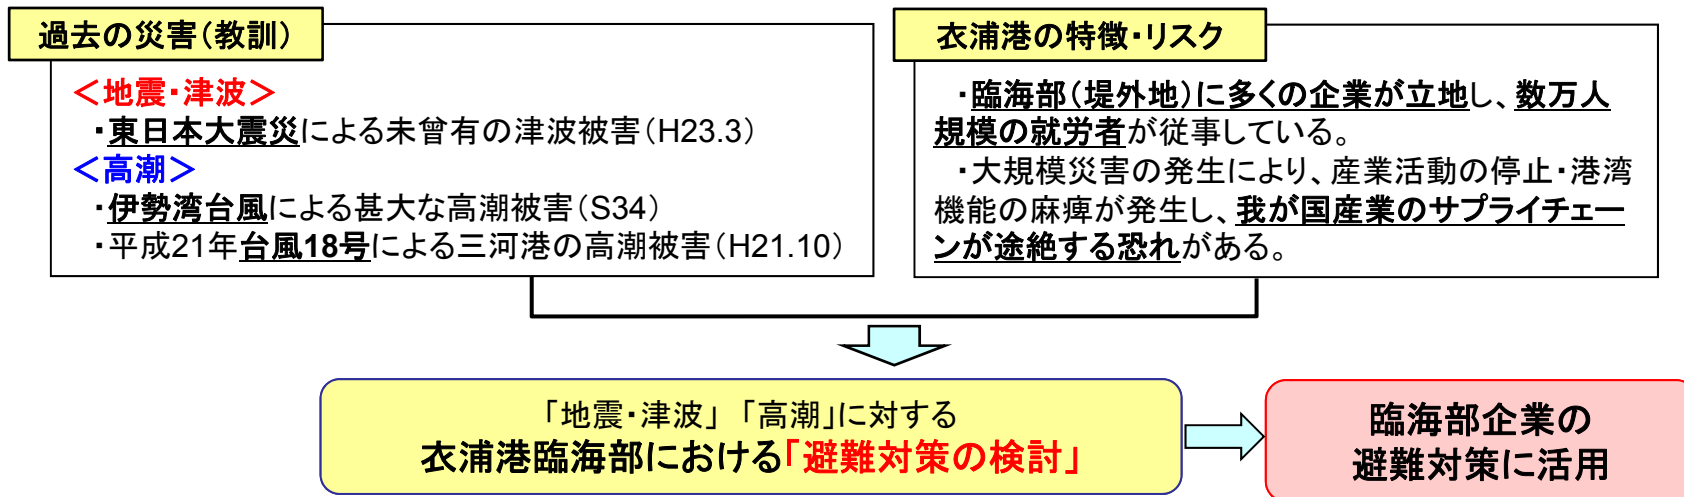 過去の災害(教訓)
＜地震・津波＞
・東日本大震災による未曾有の津波被害(H23.3)
＜高潮＞
・伊勢湾台風による甚大な高潮被害(S34)
・平成21年台風18号による三河港の高潮被害(H21.10)
衣浦港の特徴・リスク
・臨海部(堤外地)に多くの企業が立地し、数万人
規模の就労者が従事している。
・大規模災害の発生により、産業活動の停止・港湾
機能の麻痺が発生し、我が国産業のサプライチェー
ンが途絶する恐れがある。
「地震・津波」「高潮」に対する
衣浦港臨海部における「避難対策の検討」
臨海部企業の
避難対策に活用